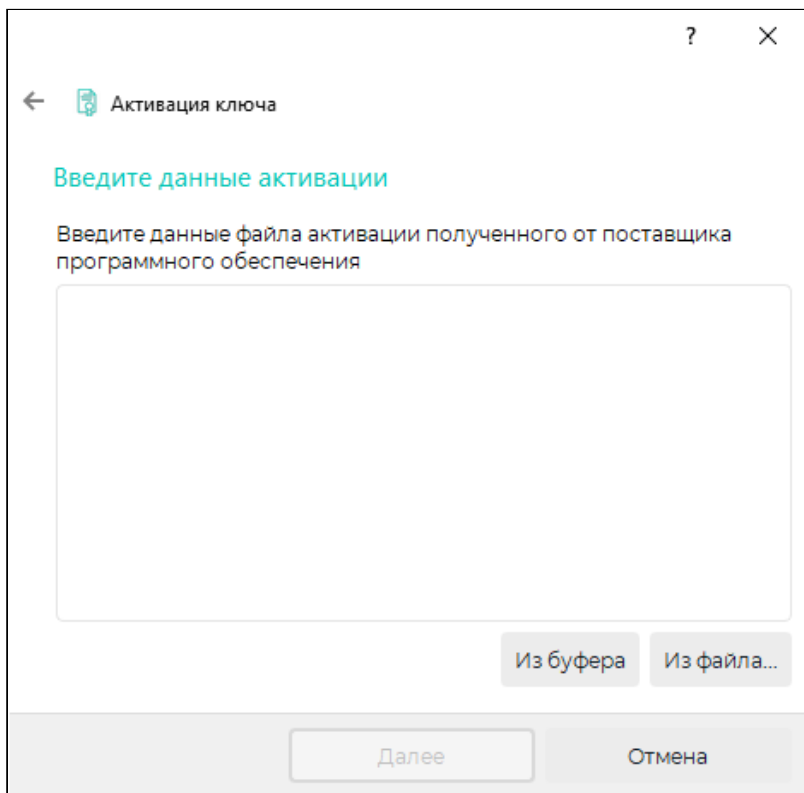 ?
Активация ключа
Введите данные активации
Введите данные файла активации полученного от поставщика
программного обеспечения
Из буфера Из файла...
Далее Отмена